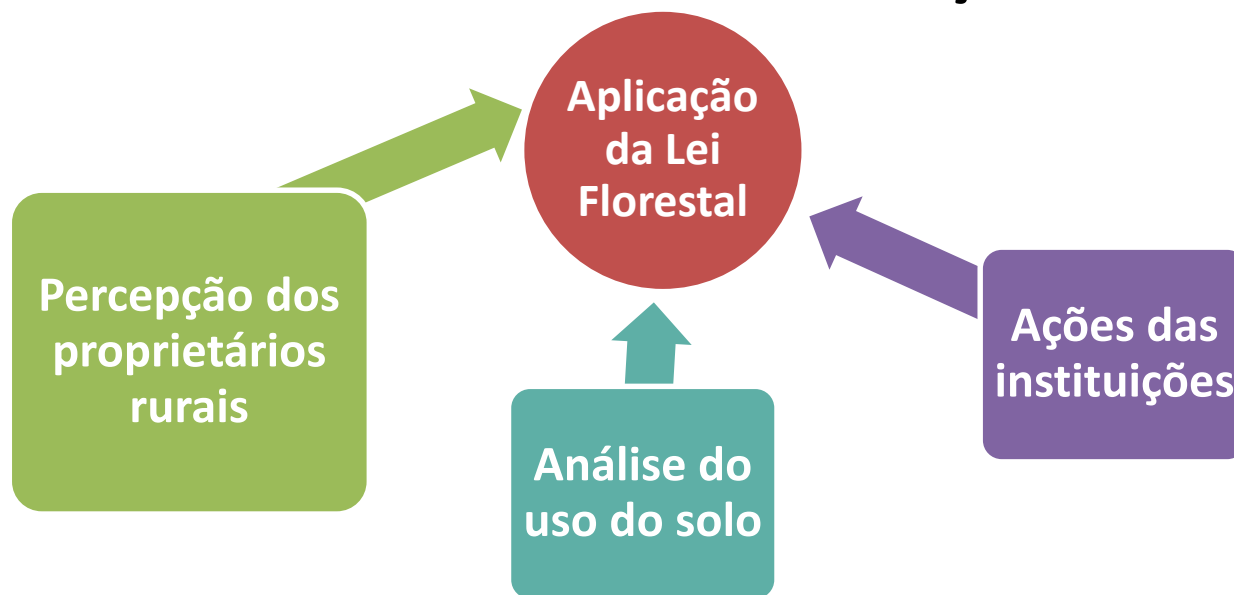 Aplicação
da Lei
Florestal
Percepção dos
proprietários
rurais
Ações das
instituições
Análise do
uso do solo